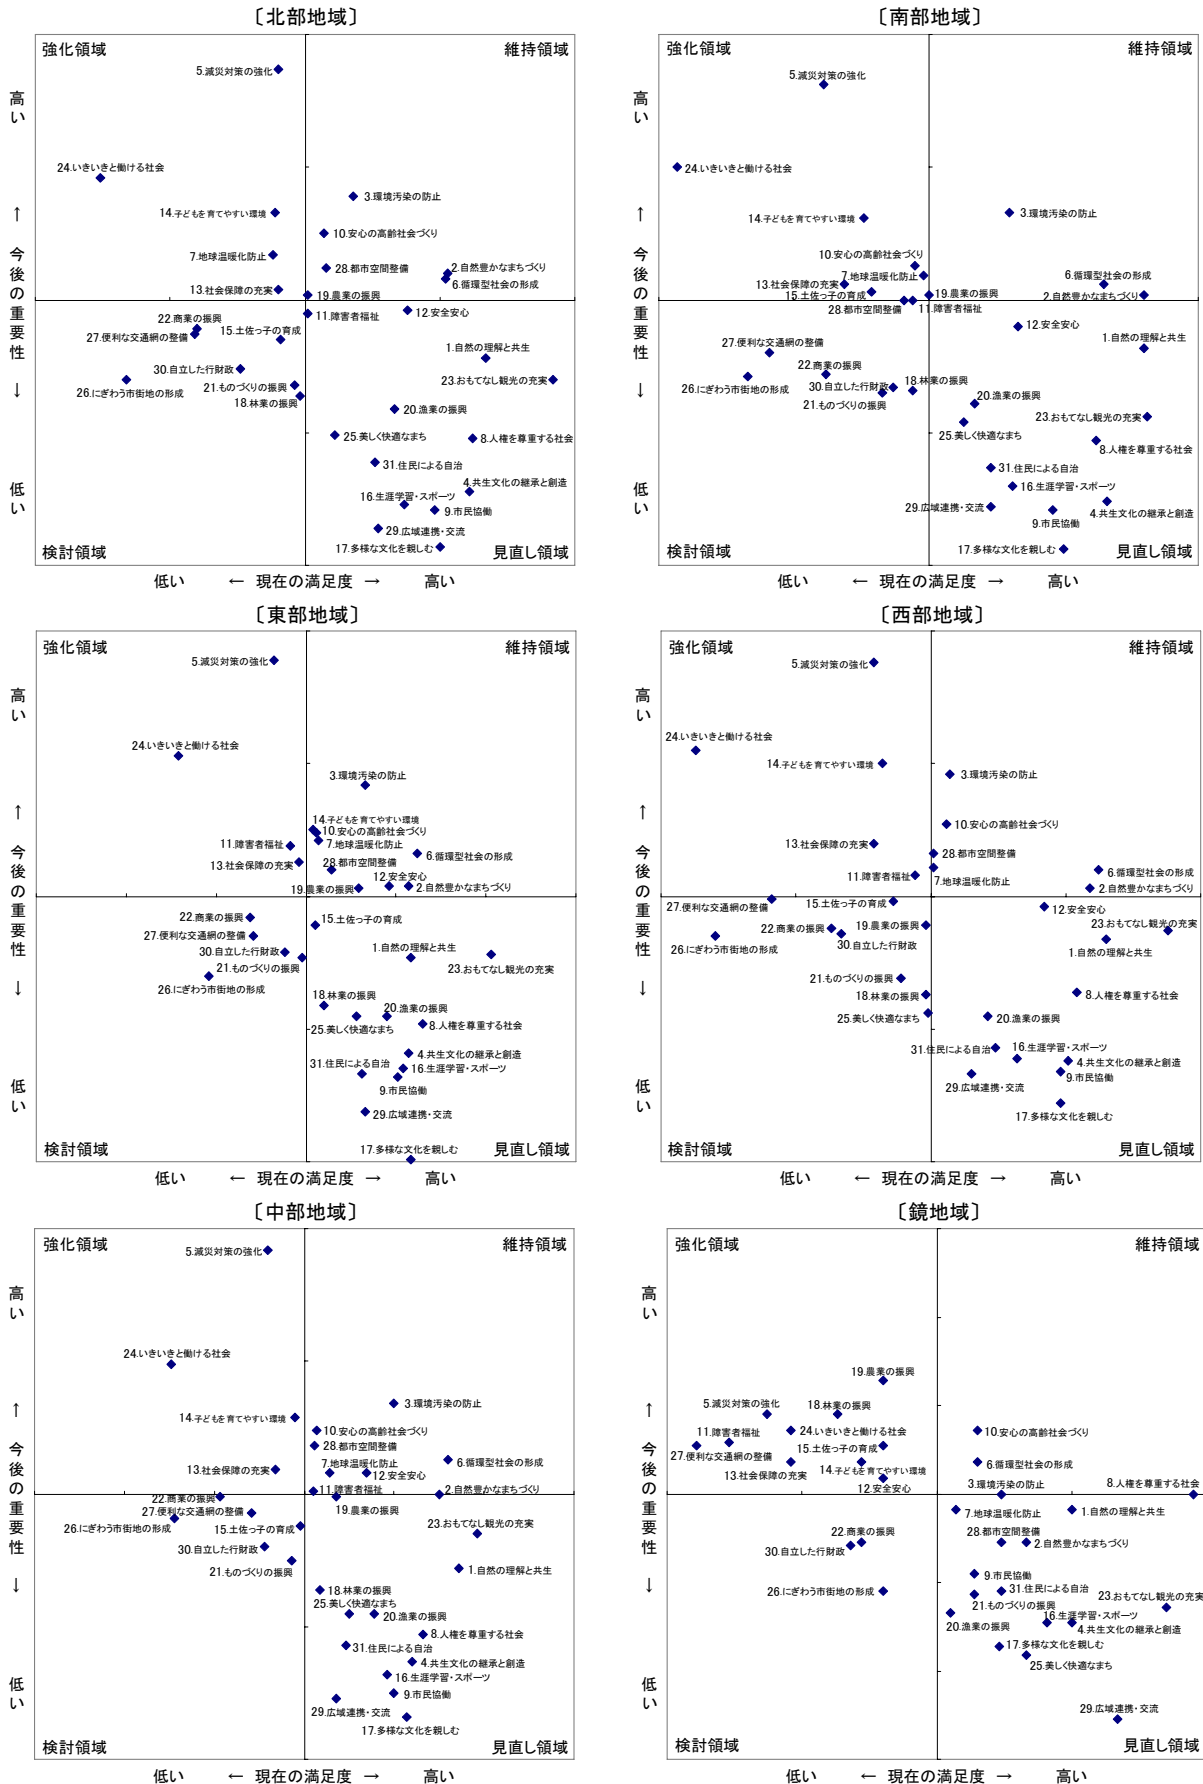 〔北部地域〕
強化領域
維持領域
5.減災対策の強化
24.いきいきと働ける社会
3.環境汚染の防止
14.子どもを育てやすい環境
10.安心の高齢社会づくり
7.地球温暖化防止
28.都市空間整備
2.自然豊かなまちづくり
6.循環型社会の形成
13.社会保障の充実
19.農業の振興
11.障害者福祉
12.安全安心
22.商業の振興
27.便利な交通網の整備
15.土佐っ子の育成
1.自然の理解と共生
30.自立した行財政
26.にぎわう市街地の形成
21.ものづくりの振興
23.おもてなし観光の充実
18.林業の振興
20.漁業の振興
25.美しく快適なまち
8.人権を尊重する社会
31.住民による自治
4.共生文化の継承と創造
16.生涯学習・スポーツ
9.市民協働
29.広域連携・交流
17.多様な文化を親しむ
検討領域
見直し領域
高い
↑ 今後の重要性 ↓
低い
低い ← 現在の満足度 → 高い
〔南部地域〕
強化領域
維持領域
5.減災対策の強化
24.いきいきと働ける社会
14.子どもを育てやすい環境
3.環境汚染の防止
10.安心の高齢社会づくり
7.地球温暖化防止
13.社会保障の充実
6.循環型社会の形成
15.土佐っ子の育成
19.農業の振興
2.自然豊かなまちづくり
28.都市空間整備
11.障害者福祉
12.安全安心
27.便利な交通網の整備
1.自然の理解と共生
22.商業の振興
26.にぎわう市街地の形成
30.自立した行財政
18.林業の振興
21.ものづくりの振興
20.漁業の振興
23.おもてなし観光の充実
25.美しく快適なまち
8.人権を尊重する社会
31.住民による自治
16.生涯学習・スポーツ
29.広域連携・交流
4.共生文化の継承と創造
9.市民協働
17.多様な文化を親しむ
検討領域
見直し領域
高い
↑ 今後の重要性 ↓
低い
低い ← 現在の満足度 → 高い
〔東部地域〕
強化領域
維持領域
5.減災対策の強化
24.いきいきと働ける社会
3.環境汚染の防止
14.子どもを育てやすい環境
10.安心の高齢社会づくり
11.障害者福祉
7.地球温暖化防止
6.循環型社会の形成
13.社会保障の充実
28.都市空間整備
12.安全安心
19.農業の振興
2.自然豊かなまちづくり
22.商業の振興
15.土佐っ子の育成
27.便利な交通網の整備
1.自然の理解と共生
30.自立した行財政
23.おもてなし観光の充実
21.ものづくりの振興
26.にぎわう市街地の形成
18.林業の振興
20.漁業の振興
25.美しく快適なまち
8.人権を尊重する社会
4.共生文化の継承と創造
31.住民による自治
16.生涯学習・スポーツ
9.市民協働
29.広域連携・交流
17.多様な文化を親しむ
検討領域
見直し領域
高い
↑ 今後の重要性 ↓
低い
低い ← 現在の満足度 → 高い
〔西部地域〕
強化領域
維持領域
5.減災対策の強化
24.いきいきと働ける社会
14.子どもを育てやすい環境
3.環境汚染の防止
10.安心の高齢社会づくり
13.社会保障の充実
28.都市空間整備
11.障害者福祉
7.地球温暖化防止
6.循環型社会の形成
2.自然豊かなまちづくり
27.便利な交通網の整備
15.土佐っ子の育成
12.安全安心
22.商業の振興
19.農業の振興
23.おもてなし観光の充実
26.にぎわう市街地の形成
30.自立した行財政
1.自然の理解と共生
21.ものづくりの振興
18.林業の振興
8.人権を尊重する社会
25.美しく快適なまち
20.漁業の振興
31.住民による自治
16.生涯学習・スポーツ
4.共生文化の継承と創造
29.広域連携・交流
9.市民協働
17.多様な文化を親しむ
検討領域
見直し領域
高い
↑ 今後の重要性 ↓
低い
低い ← 現在の満足度 → 高い
〔中部地域〕
強化領域
維持領域
5.減災対策の強化
24.いきいきと働ける社会
3.環境汚染の防止
14.子どもを育てやすい環境
10.安心の高齢社会づくり
28.都市空間整備
13.社会保障の充実
7.地球温暖化防止
12.安全安心
6.循環型社会の形成
11.障害者福祉
2.自然豊かなまちづくり
22.商業の振興
19.農業の振興
27.便利な交通網の整備
26.にぎわう市街地の形成
15.土佐っ子の育成
23.おもてなし観光の充実
30.自立した行財政
21.ものづくりの振興
1.自然の理解と共生
18.林業の振興
25.美しく快適なまち
20.漁業の振興
8.人権を尊重する社会
31.住民による自治
4.共生文化の継承と創造
16.生涯学習・スポーツ
9.市民協働
29.広域連携・交流
17.多様な文化を親しむ
検討領域
見直し領域
高い
↑ 今後の重要性 ↓
低い
低い ← 現在の満足度 → 高い
〔鏡地域〕
強化領域
維持領域
19.農業の振興
5.減災対策の強化
18.林業の振興
11.障害者福祉
24.いきいきと働ける社会
10.安心の高齢社会づくり
27.便利な交通網の整備
15.土佐っ子の育成
13.社会保障の充実
14.子どもを育てやすい環境
6.循環型社会の形成
12.安全安心
3.環境汚染の防止
8.人権を尊重する社会
7.地球温暖化防止
1.自然の理解と共生
22.商業の振興
30.自立した行財政
28.都市空間整備
2.自然豊かなまちづくり
9.市民協働
26.にぎわう市街地の形成
31.住民による自治
23.おもてなし観光の充実
21.ものづくりの振興
16.生涯学習・スポーツ
20.漁業の振興
4.共生文化の継承と創造
17.多様な文化を親しむ
25.美しく快適なまち
29.広域連携・交流
検討領域
見直し領域
高い
↑ 今後の重要性 ↓
低い
低い ← 現在の満足度 → 高い